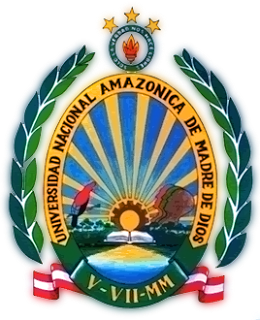 UNIVERSIDAD NACIONAL AMAZONICA DE MADRE DE DIOS
V-VII-MM